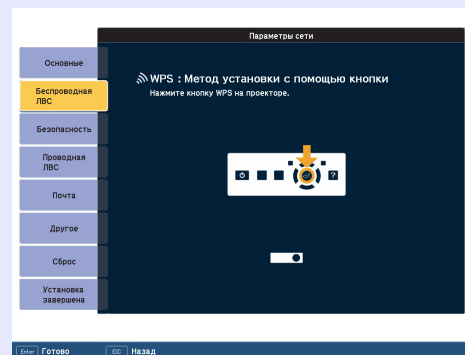 Параметры сети
Основные
Беспроводная
ЛВС
Безопасность
Проводная
ЛВС
Почта
Другое
Сброс
Установка
завершена
WPS : Метод установки с помощью кнопки
Нажмите кнопку WPS на проекторе.
?
Enter Готово
ESC Назад